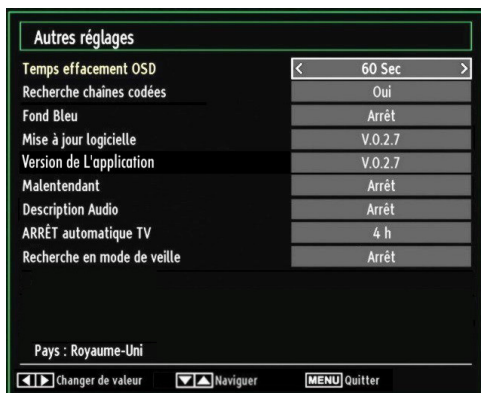 Autres réglages
Temps effacement OSD < 60 Sec >
Recherche chaînes codées Oui
Fond Bleu Arrêt
Mise à jour logicielle V.0.2.7
Version de L'application V.0.2.7
Malentendant Arrêt
Description Audio Arrêt
ARRÊT automatique TV 4 h
Recherche en mode de veille Arrêt
Pays : Royaume-Uni
Changer de valeur Naviguer MENU Quitter